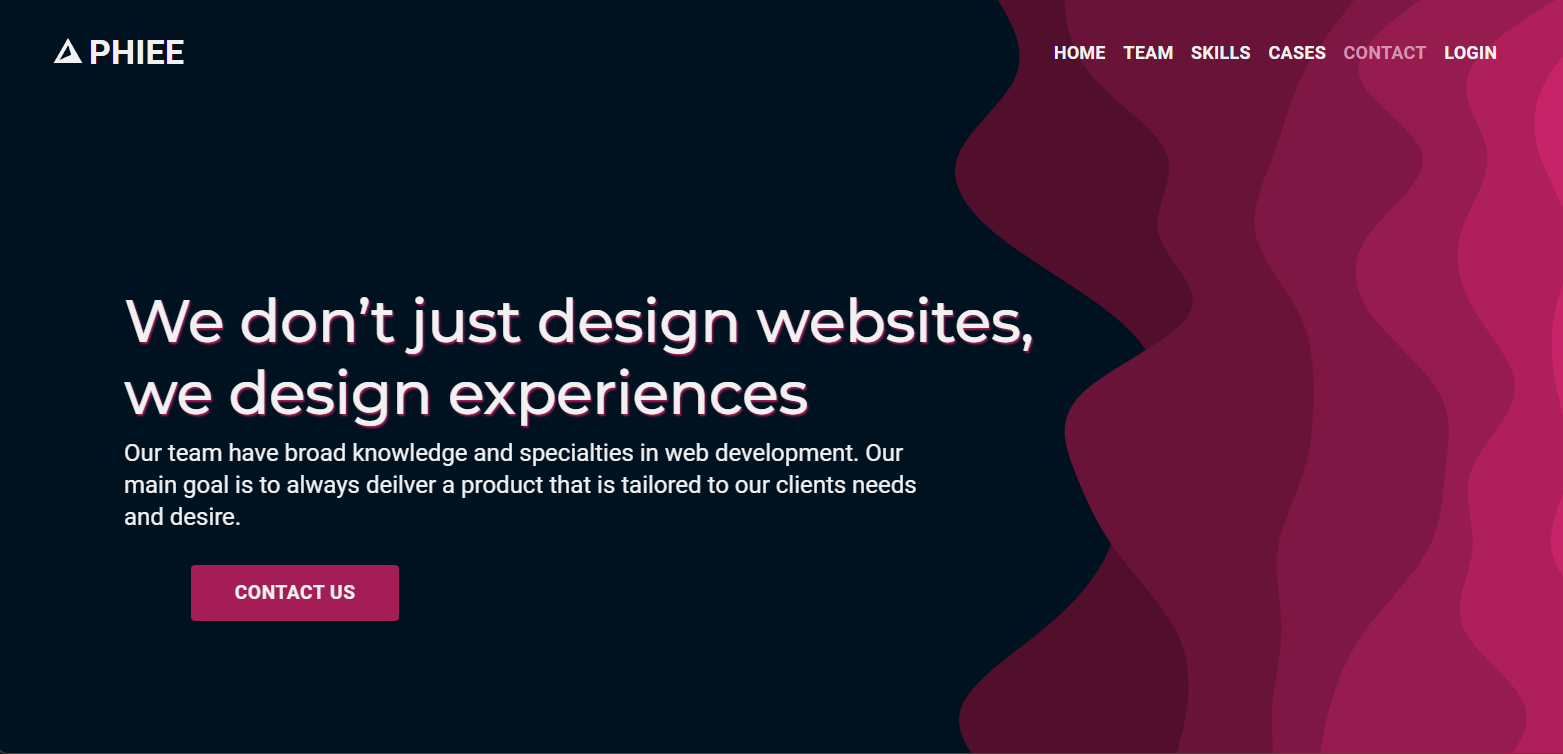 PHIEE
HOME TEAM SKILLS CASES CONTACT LOGIN
We don’t just design websites,
we design experiences
Our team have broad knowledge and specialties in web development. Our
main goal is to always deilver a product that is tailored to our clients needs
and desire.
CONTACT US